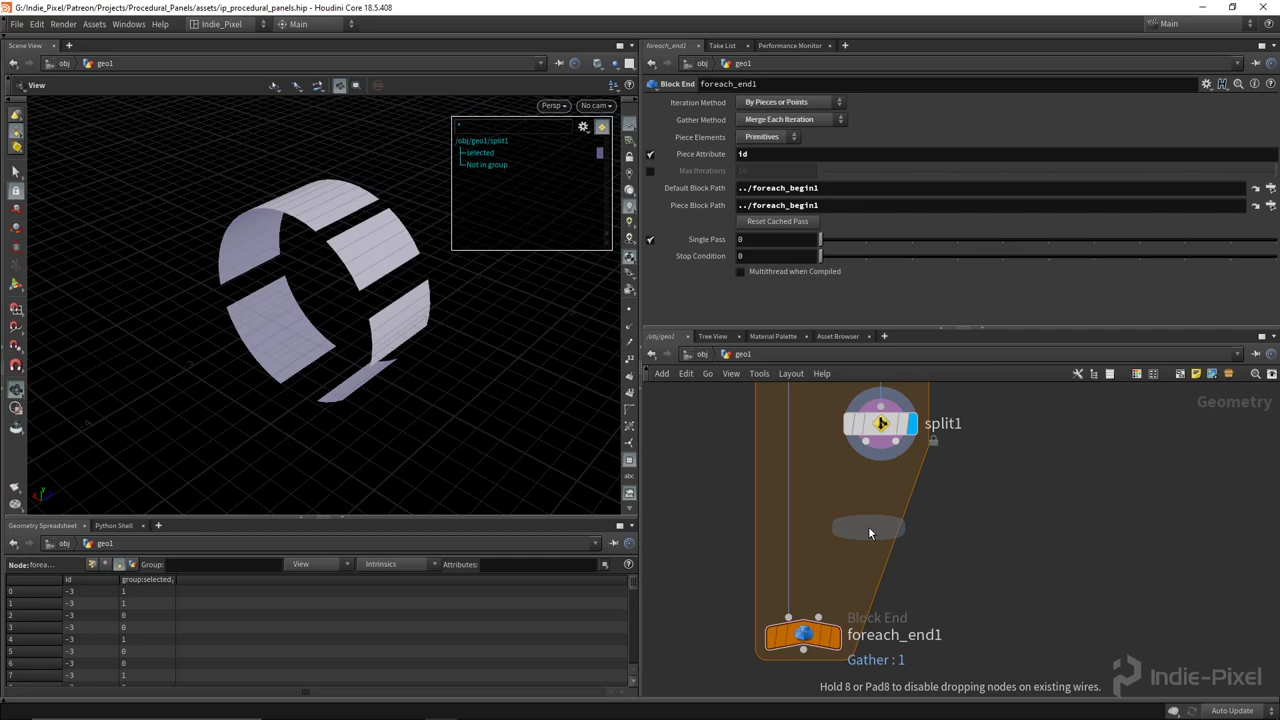 G:/Indie_Pixel/Patreon/Projects/Procedural_Panels/assets/ip_procedural_panels.hip - Houdini Core 18.5.408
File Edit Render Assets Windows Help Indie_Pixel Main Main
Scene View
obj geo1
View
Persp No cam
*
/obj/geo1/split1
selected
Not in group
abc
Geometry Spreadsheet Python Shell
obj geo1
Node: forea... Group: View Intrinsics Attributes:
id group:selected
0 -3 1
1 -3 1
2 -3 0
3 -3 0
4 -3 1
5 -3 0
6 -3 0
7 -3 1
foreach_end1 Take List Performance Monitor
obj geo1
Block End foreach_end1
Iteration Method By Pieces or Points
Gather Method Merge Each Iteration
Piece Elements Primitives
Piece Attribute id
Max Iterations 10
Default Block Path ../foreach_begin1
Piece Block Path ../foreach_begin1
Reset Cached Pass
Single Pass 0
Stop Condition 0
Multithread when Compiled
/obj/geo1 Tree View Material Palette Asset Browser
obj geo1
Add Edit Go View Tools Layout Help
Geometry
split1
Block End
foreach_end1
Gather : 1
Indie-Pixel
Hold 8 or Pad8 to disable dropping nodes on existing wires.
Auto Update